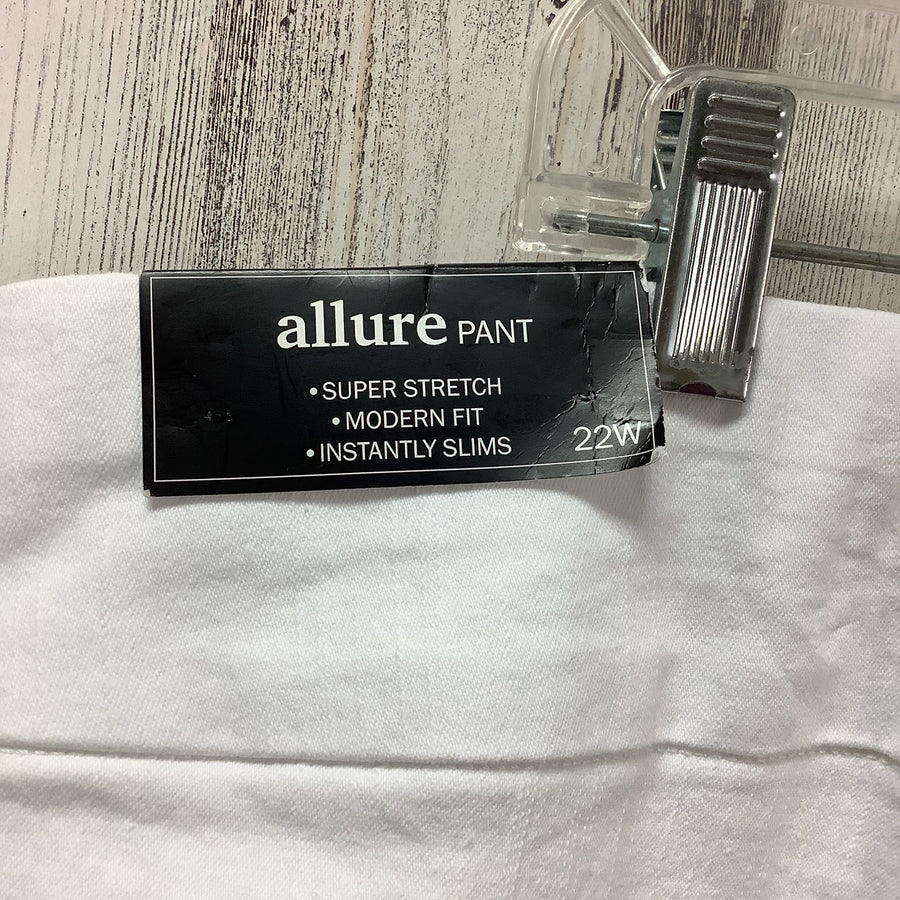 allure PANT
•SUPER STRETCH
•MODERN FIT
•INSTANTLY SLIMS
22W